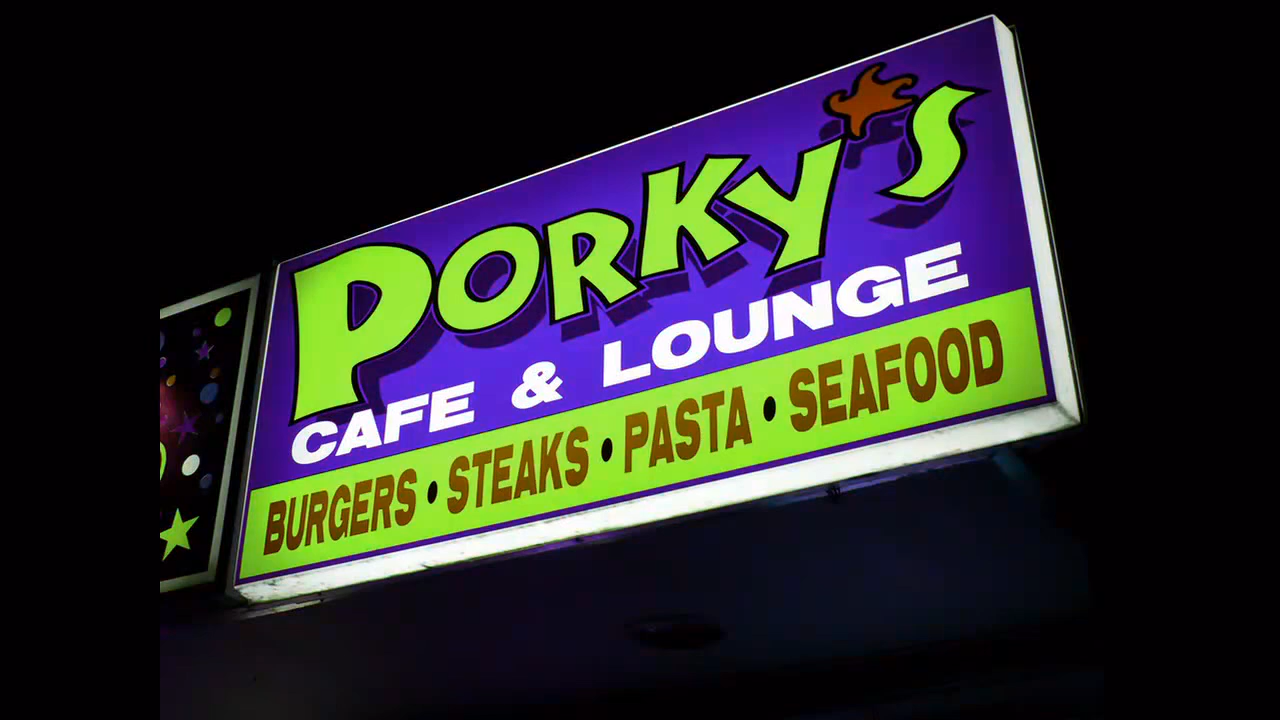 PORKY'S
CAFE & LOUNGE
BURGERS • STEAKS • PASTA • SEAFOOD